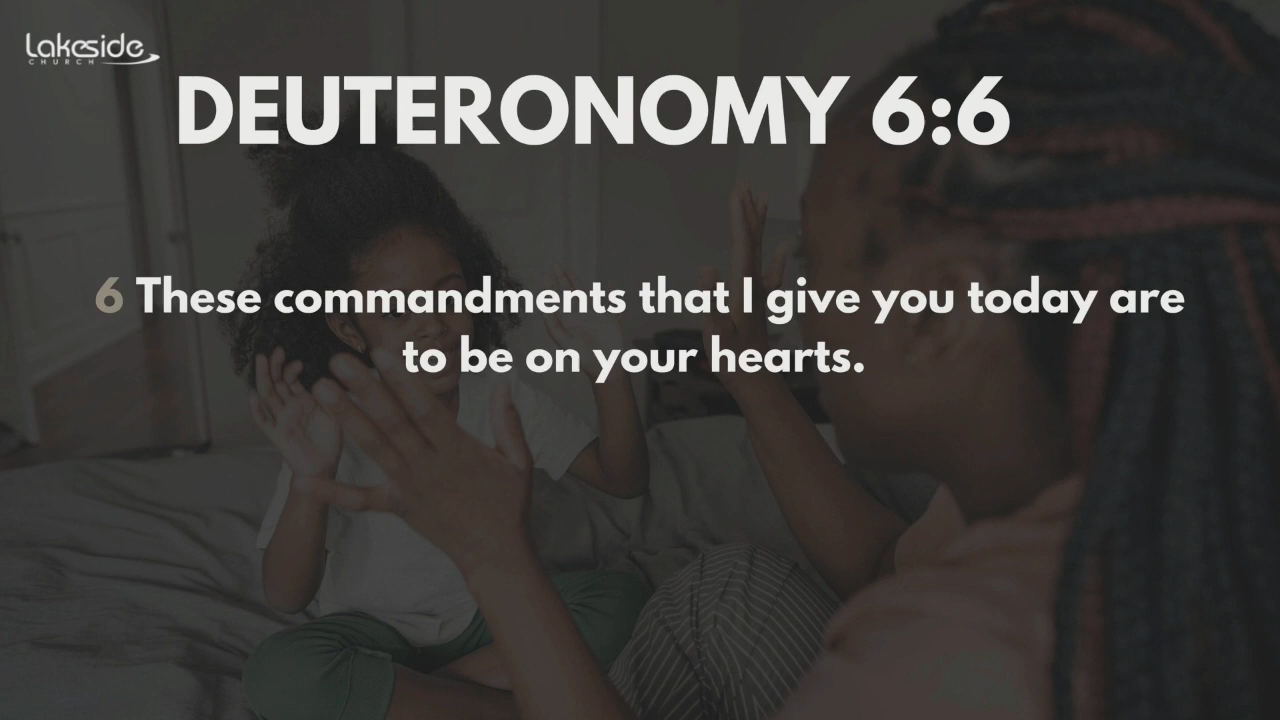 Lakeside
CHURCH
DEUTERONOMY 6:6
6 These commandments that I give you today are
to be on your hearts.